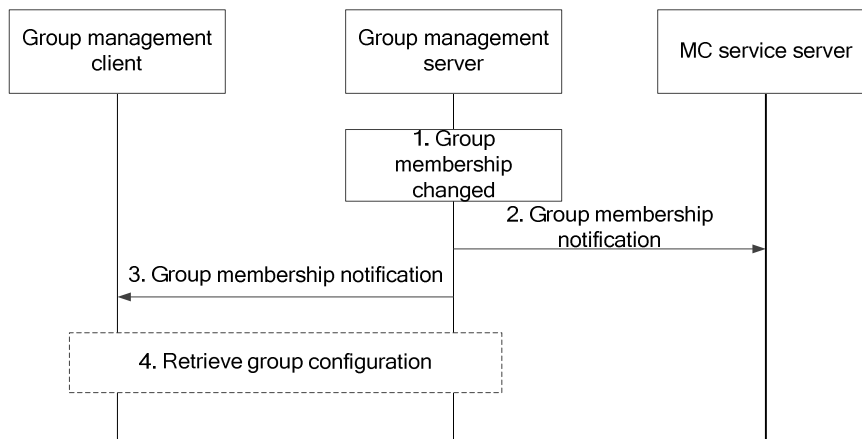 Group management
client
Group management
server
MC service server
1. Group
membership
changed
2. Group membership
notification
3. Group membership notification
4. Retrieve group configuration